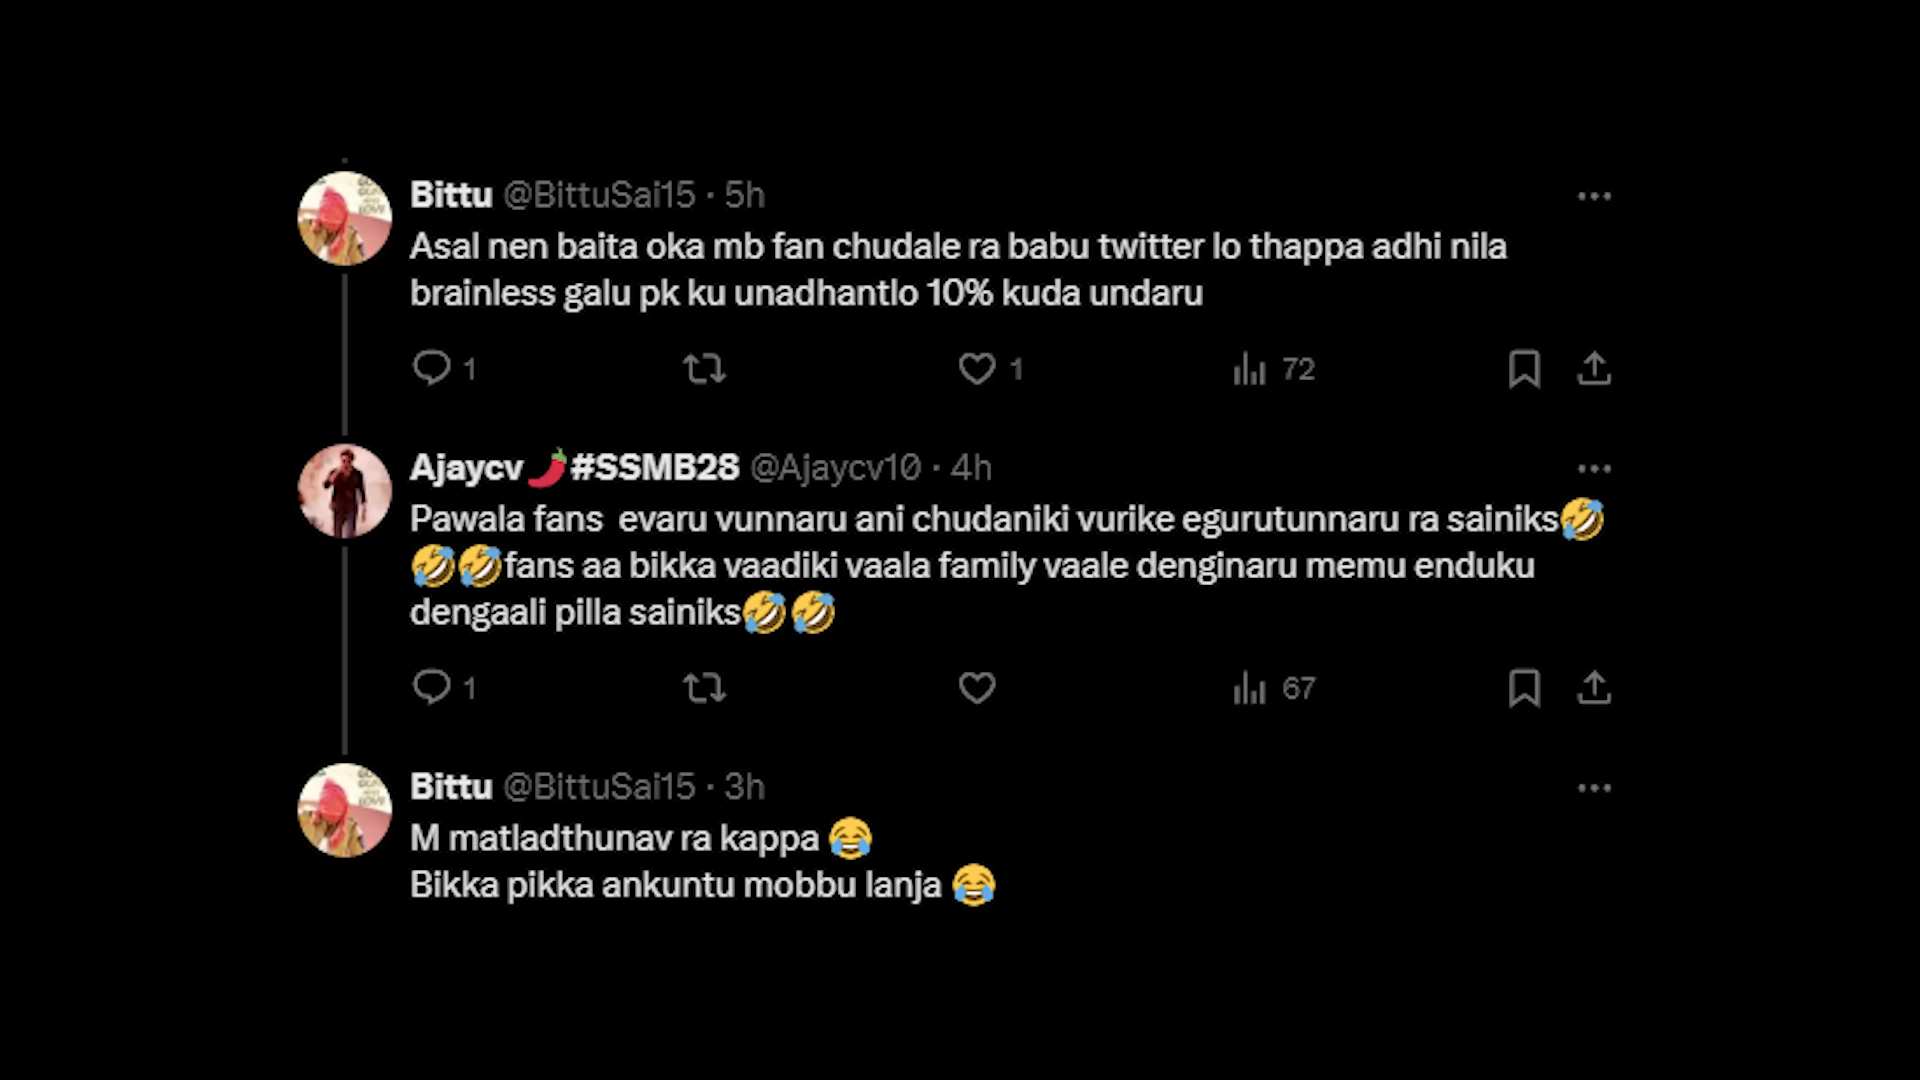 Bittu @BittuSai15 · 5h
Asal nen baita oka mb fan chudale ra babu twitter lo thappa adhi nila
brainless galu pk ku unadhantlo 10% kuda undaru
1 1 72
Ajaycv🌶️#SSMB28 @Ajaycv10 · 4h
Pawala fans  evaru vunnaru ani chudaniki vurike egurutunnaru ra sainiks🤣
🤣🤣fans aa bikka vaadiki vaala family vaale denginaru memu enduku
dengaali pilla sainiks🤣🤣
1 67
Bittu @BittuSai15 · 3h
M matladthunav ra kappa 😂
Bikka pikka ankuntu mobbu lanja 😂